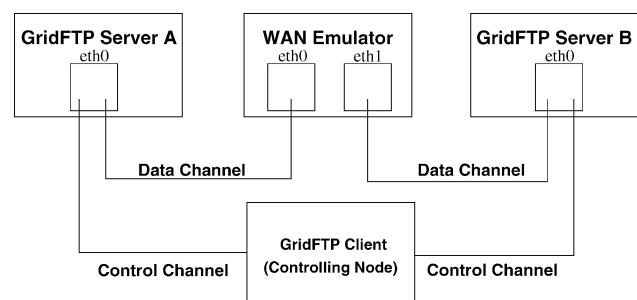 GridFTP Server A
eth0
WAN Emulator
eth0
eth1
GridFTP Server B
eth0
Data Channel
Data Channel
GridFTP Client
(Controlling Node)
Control Channel
Control Channel